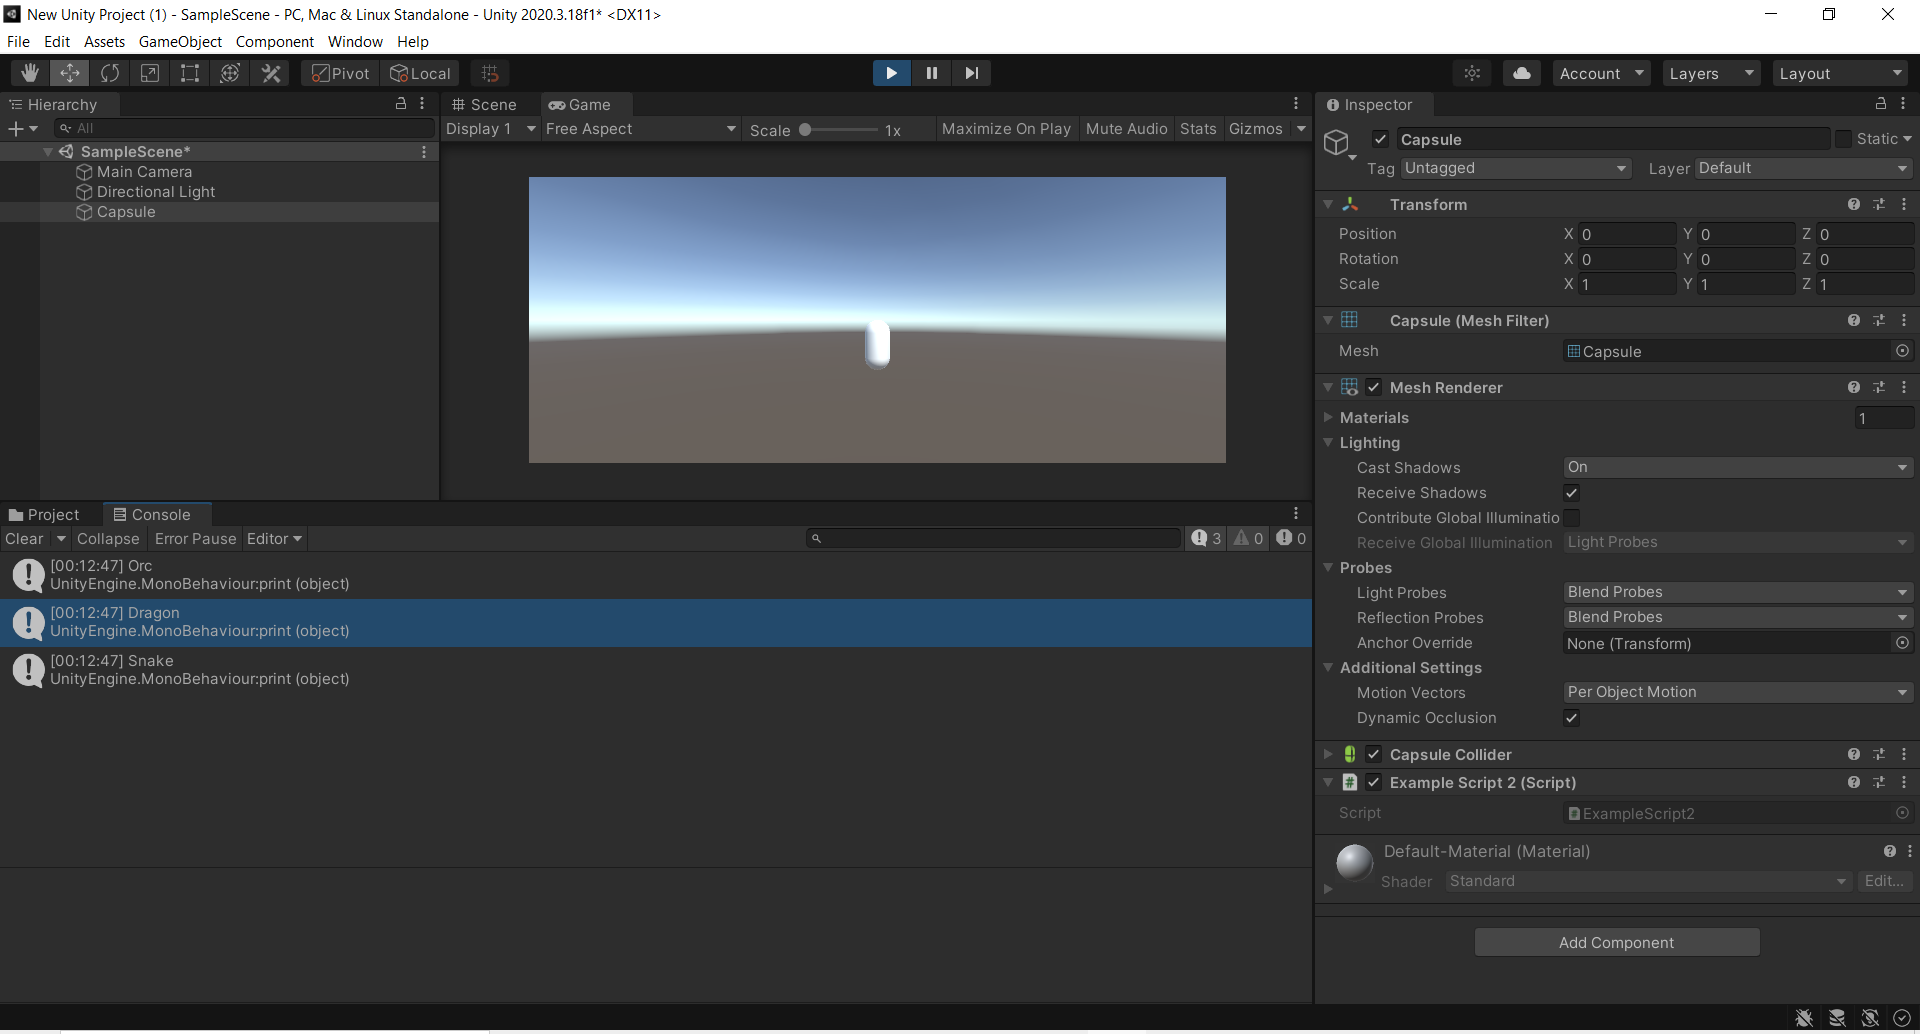 New Unity Project (1) - SampleScene - PC, Mac & Linux Standalone - Unity 2020.3.18f1* <DX11>
File Edit Assets GameObject Component Window Help
Pivot Local Account Layers Layout
Hierarchy
All
SampleScene*
Main Camera
Directional Light
Capsule
Scene Game
Display 1 Free Aspect Scale 1x Maximize On Play Mute Audio Stats Gizmos
Project Console
Clear Collapse Error Pause Editor 3 0 0
[00:12:47] Orc
UnityEngine.MonoBehaviour:print (object)
[00:12:47] Dragon
UnityEngine.MonoBehaviour:print (object)
[00:12:47] Snake
UnityEngine.MonoBehaviour:print (object)
Inspector
Capsule Static
Tag Untagged Layer Default
Transform
Position X 0 Y 0 Z 0
Rotation X 0 Y 0 Z 0
Scale X 1 Y 1 Z 1
Capsule (Mesh Filter)
Mesh Capsule
Mesh Renderer
Materials 1
Lighting
Cast Shadows On
Receive Shadows
Contribute Global Illuminatio
Receive Global Illumination Light Probes
Probes
Light Probes Blend Probes
Reflection Probes Blend Probes
Anchor Override None (Transform)
Additional Settings
Motion Vectors Per Object Motion
Dynamic Occlusion
Capsule Collider
Example Script 2 (Script)
Script ExampleScript2
Default-Material (Material)
Shader Standard Edit...
Add Component